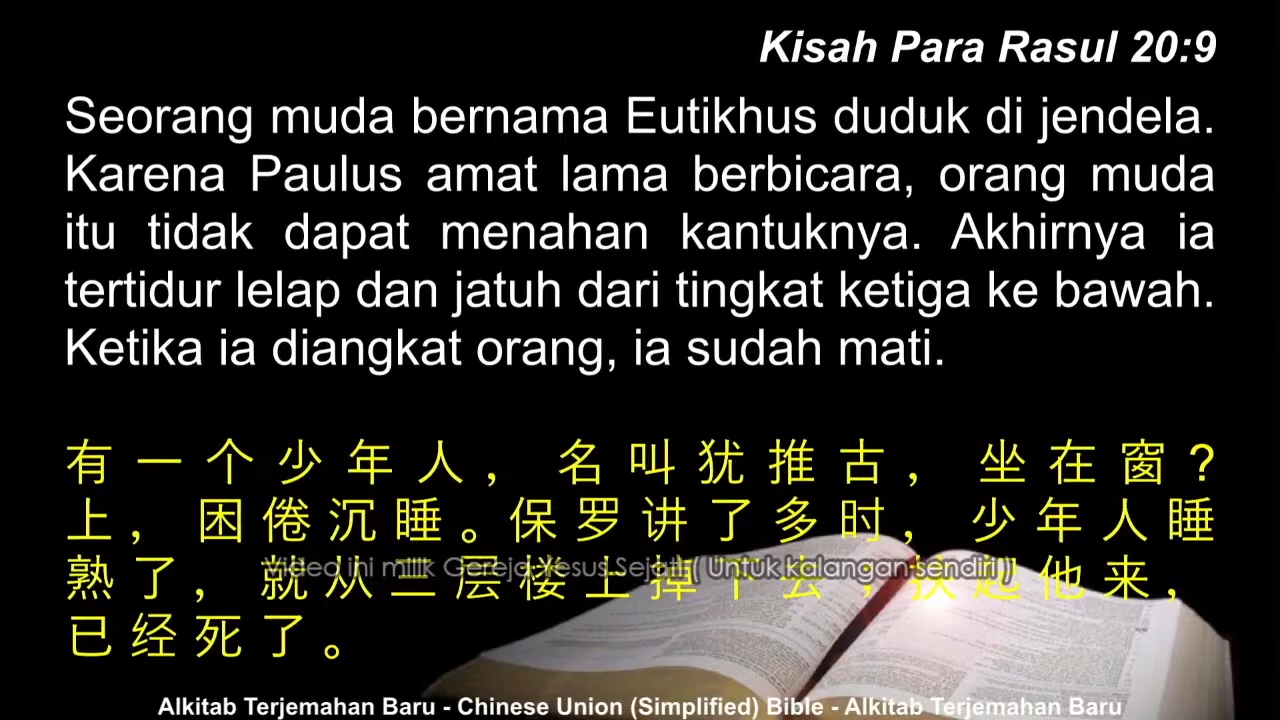 Kisah Para Rasul 20:9
Seorang muda bernama Eutikhus duduk di jendela.
Karena Paulus amat lama berbicara, orang muda
itu tidak dapat menahan kantuknya. Akhirnya ia
tertidur lelap dan jatuh dari tingkat ketiga ke bawah.
Ketika ia diangkat orang, ia sudah mati.
有一个少年人，名叫犹推古，坐在窗?
上，困倦沉睡。保罗讲了多时，少年人睡
熟了，就从三层楼上掉下去，扶起他来，
Video ini milik Gereja Yesus Sejati ( Untuk kalangan sendiri )
已经死了。
Alkitab Terjemahan Baru - Chinese Union (Simplified) Bible - Alkitab Terjemahan Baru